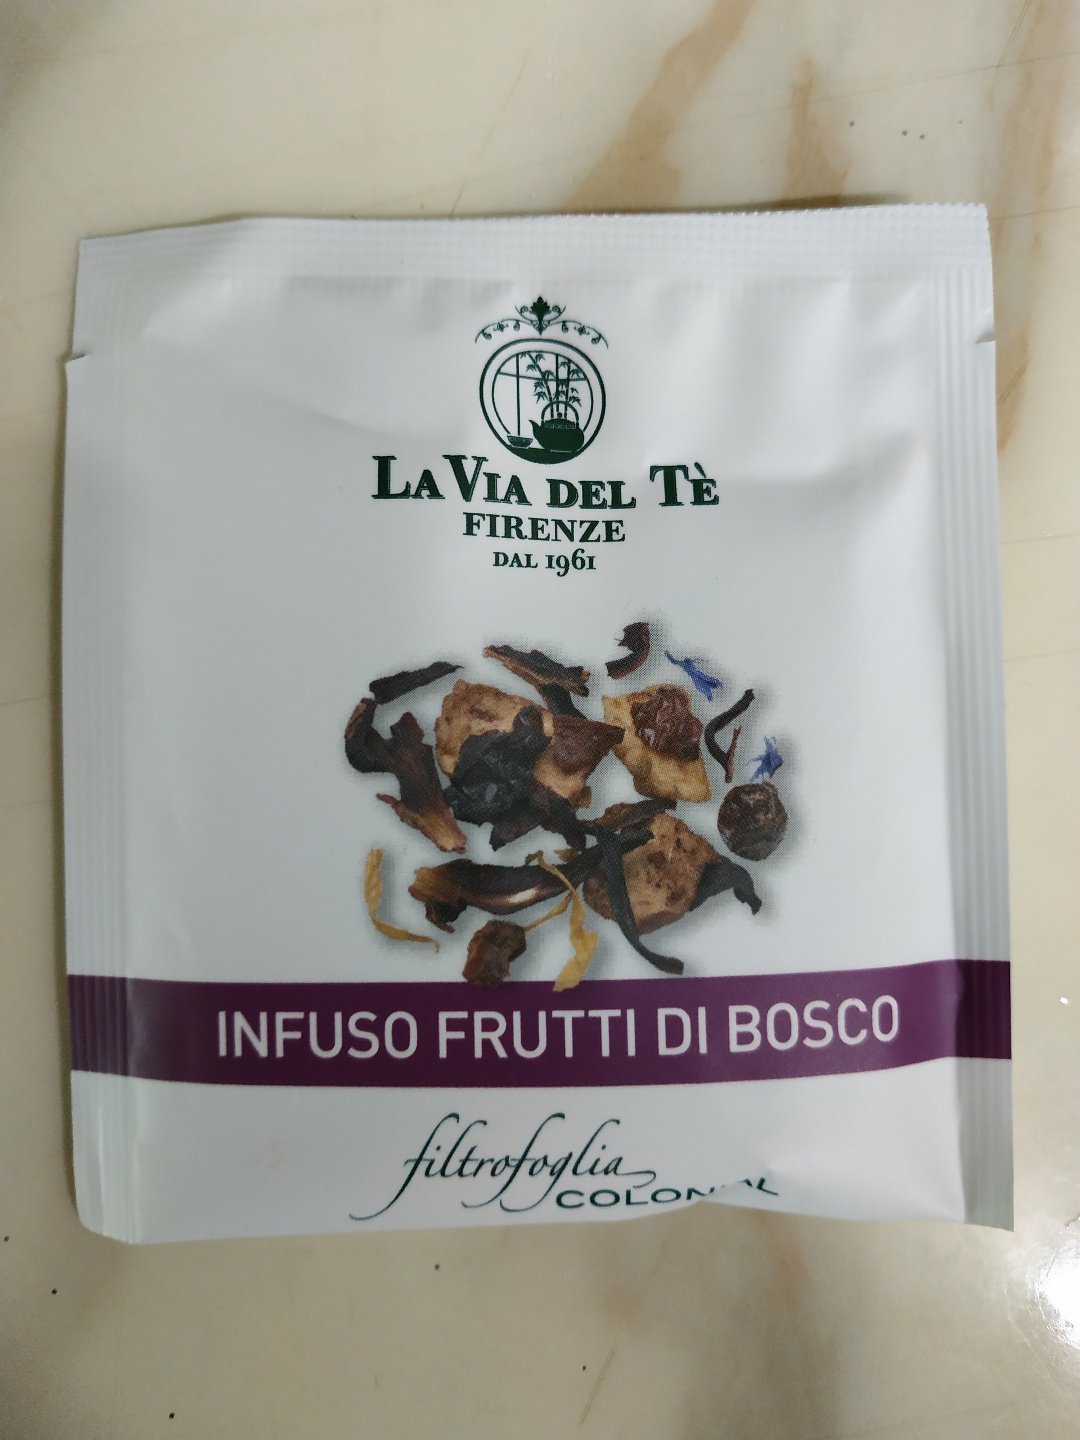 La Via del Tè
FIRENZE
DAL 1961
INFUSO FRUTTI DI BOSCO
filtrofoglia